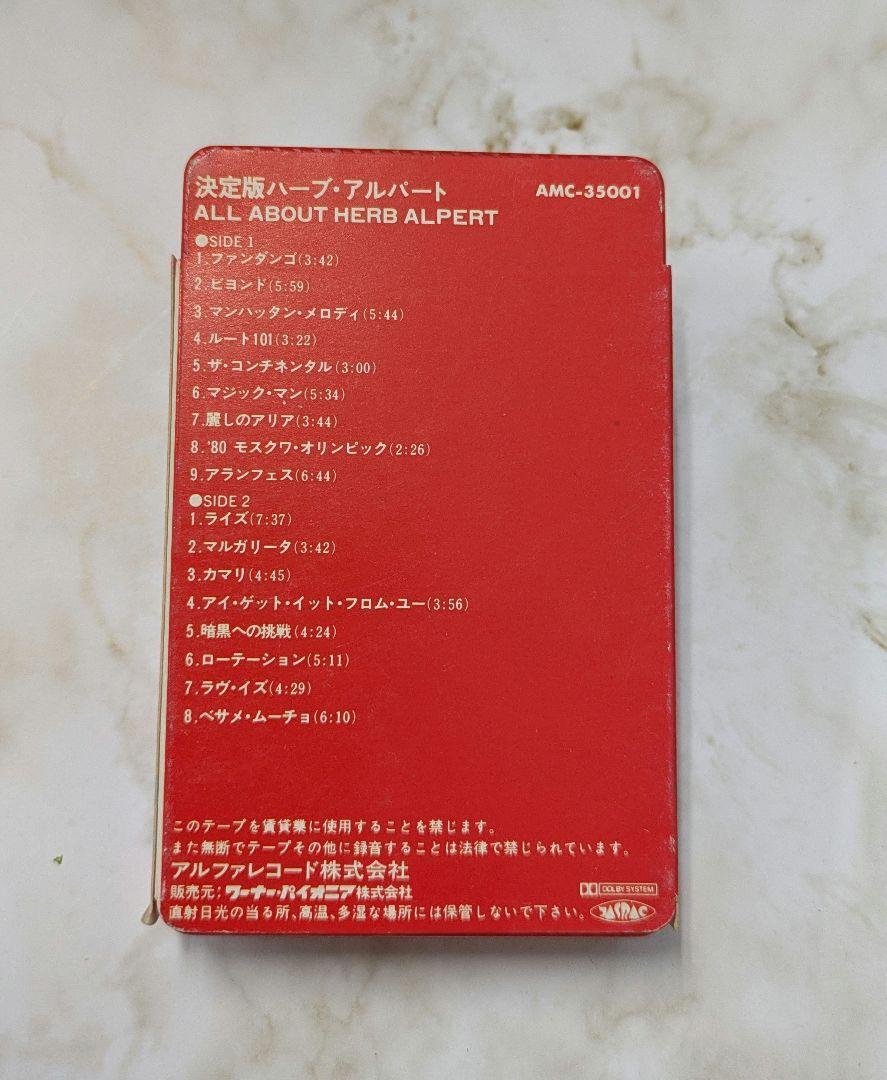 決定版ハーブ・アルパート
AMC-35001
ALL ABOUT HERB ALPERT
●SIDE 1
1.ファンダンゴ(3:42)
2.ビヨンド(5:59)
3.マンハッタン・メロディ(5:44)
4.ルート101(3:22)
5.ザ・コンチネンタル(3:00)
6.マジック・マン(5:34)
7.麗しのアリア(3:44)
8.'80 モスクワ・オリンピック(2:26)
9.アランフェス(6:44)
●SIDE 2
1.ライズ(7:37)
2.マルガリータ(3:42)
3.カマリ(4:45)
4.アイ・ゲット・イット・フロム・ユー(3:56)
5.暗黒への挑戦(4:24)
6.ローテーション(5:11)
7.ラヴ・イズ(4:29)
8.ベサメ・ムーチョ(6:10)
このテープを賃貸業に使用することを禁じます。
また無断でテープその他に録音することは法律で禁じられています。
アルファレコード株式会社
販売元;ワーナー・パイオニア株式会社
DOLBY SYSTEM
直射日光の当る所、高温、多湿な場所には保管しないで下さい。
JASRAC